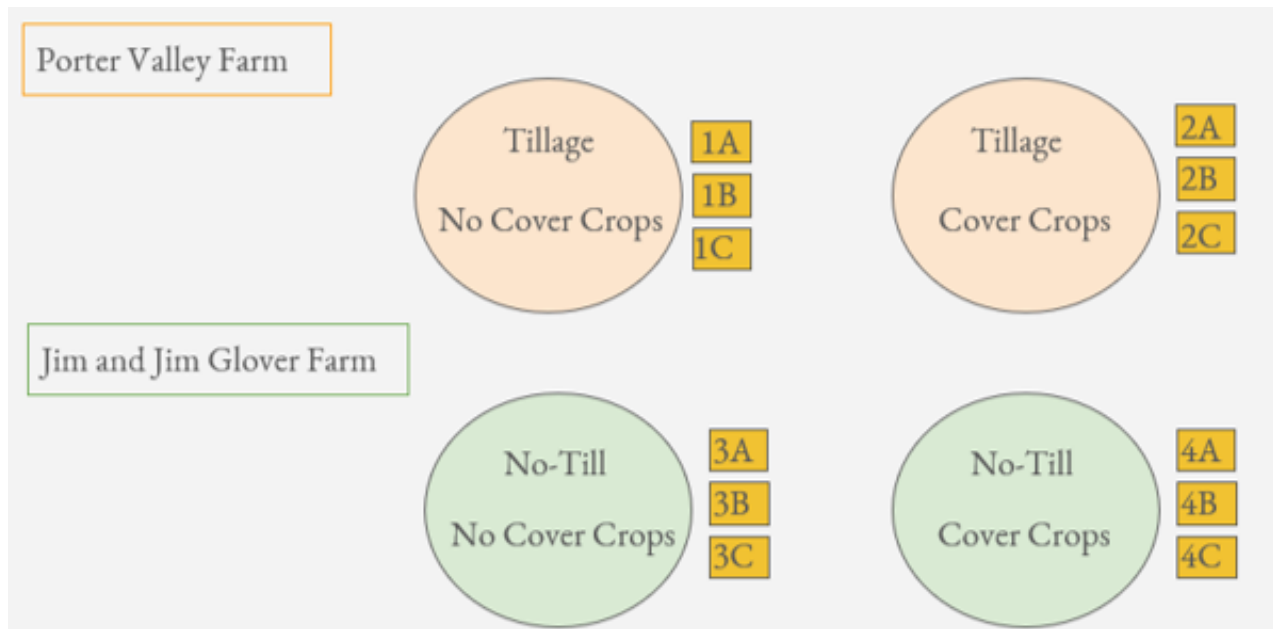 Porter Valley Farm
Tillage
No Cover Crops
1A
1B
1C
Tillage
Cover Crops
2A
2B
2C
Jim and Jim Glover Farm
No-Till
No Cover Crops
3A
3B
3C
No-Till
Cover Crops
4A
4B
4C